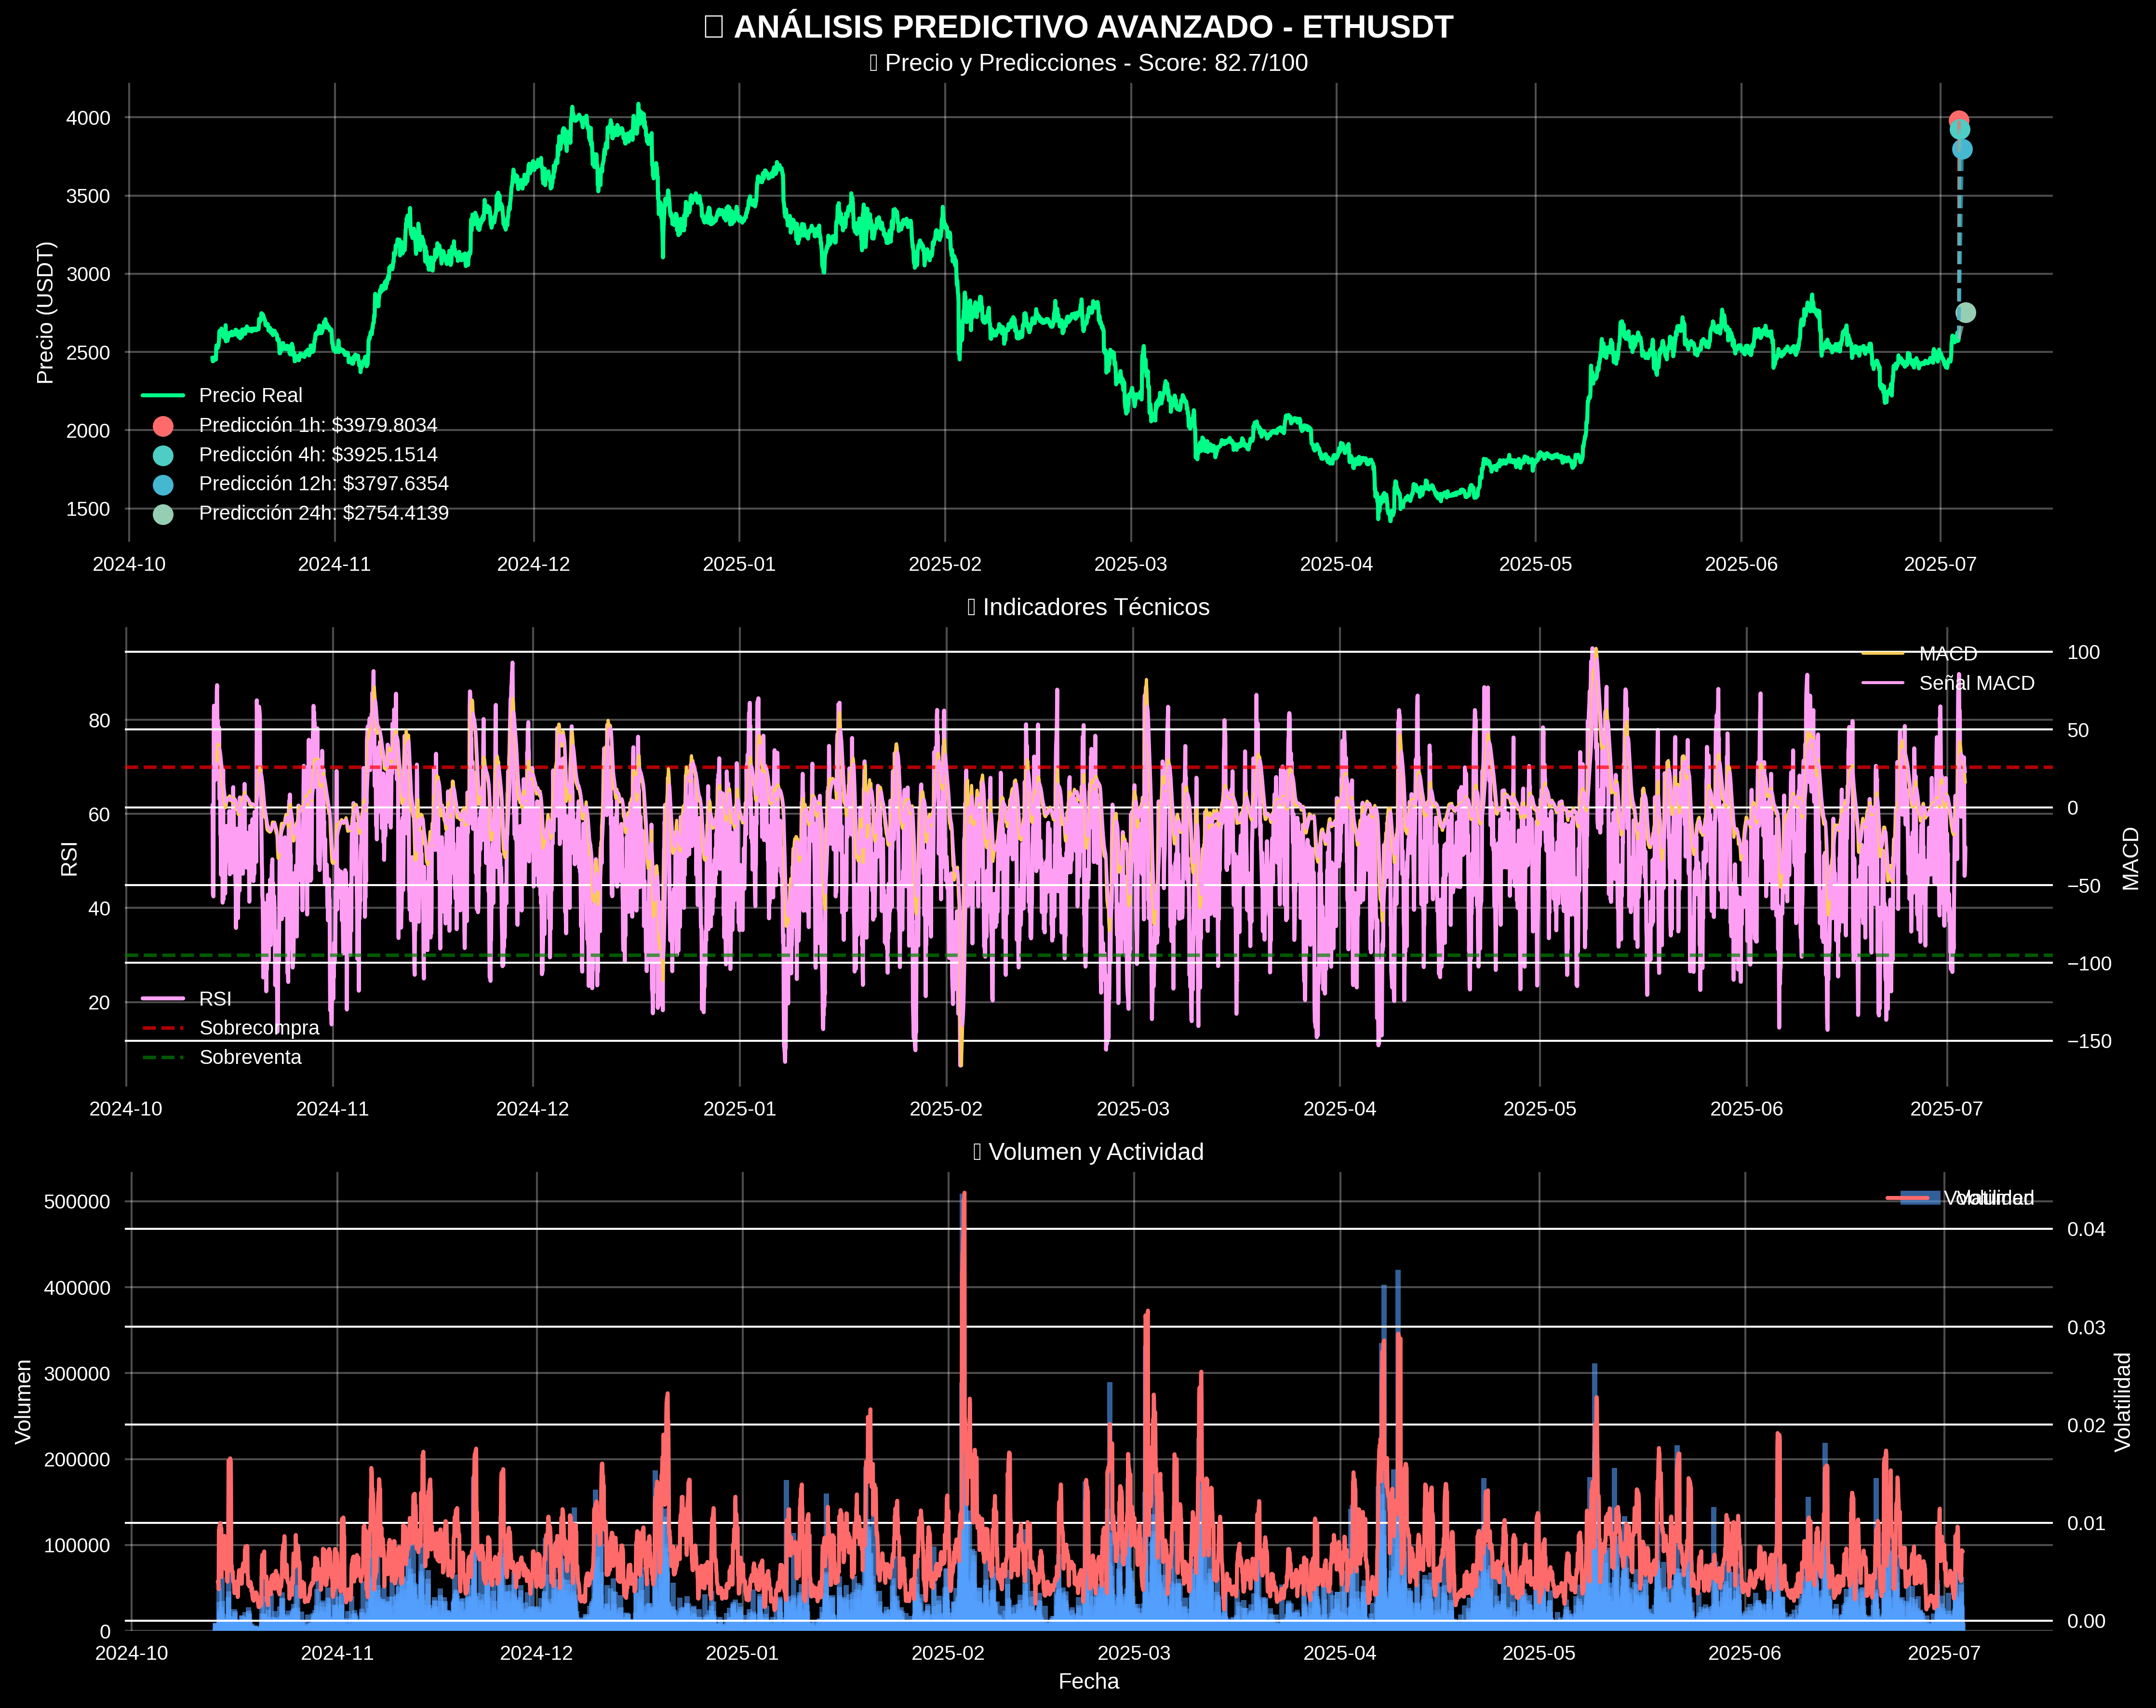 ANÁLISIS PREDICTIVO AVANZADO - ETHUSDT
Precio y Predicciones - Score: 82.7/100
Precio (USDT)
4000
3500
3000
2500
2000
1500
Precio Real
Predicción 1h: $3979.8034
Predicción 4h: $3925.1514
Predicción 12h: $3797.6354
Predicción 24h: $2754.4139
2024-10 2024-11 2024-12 2025-01 2025-02 2025-03 2025-04 2025-05 2025-06 2025-07
Indicadores Técnicos
RSI
80
60
40
20
MACD
Señal MACD
100
50
0
−50
−100
−150
MACD
RSI
Sobrecompra
Sobreventa
2024-10 2024-11 2024-12 2025-01 2025-02 2025-03 2025-04 2025-05 2025-06 2025-07
Volumen y Actividad
Volumen
500000
400000
300000
200000
100000
0
Volatilidad
Volumen
0.04
0.03
0.02
0.01
0.00
Volatilidad
2024-10 2024-11 2024-12 2025-01 2025-02 2025-03 2025-04 2025-05 2025-06 2025-07
Fecha